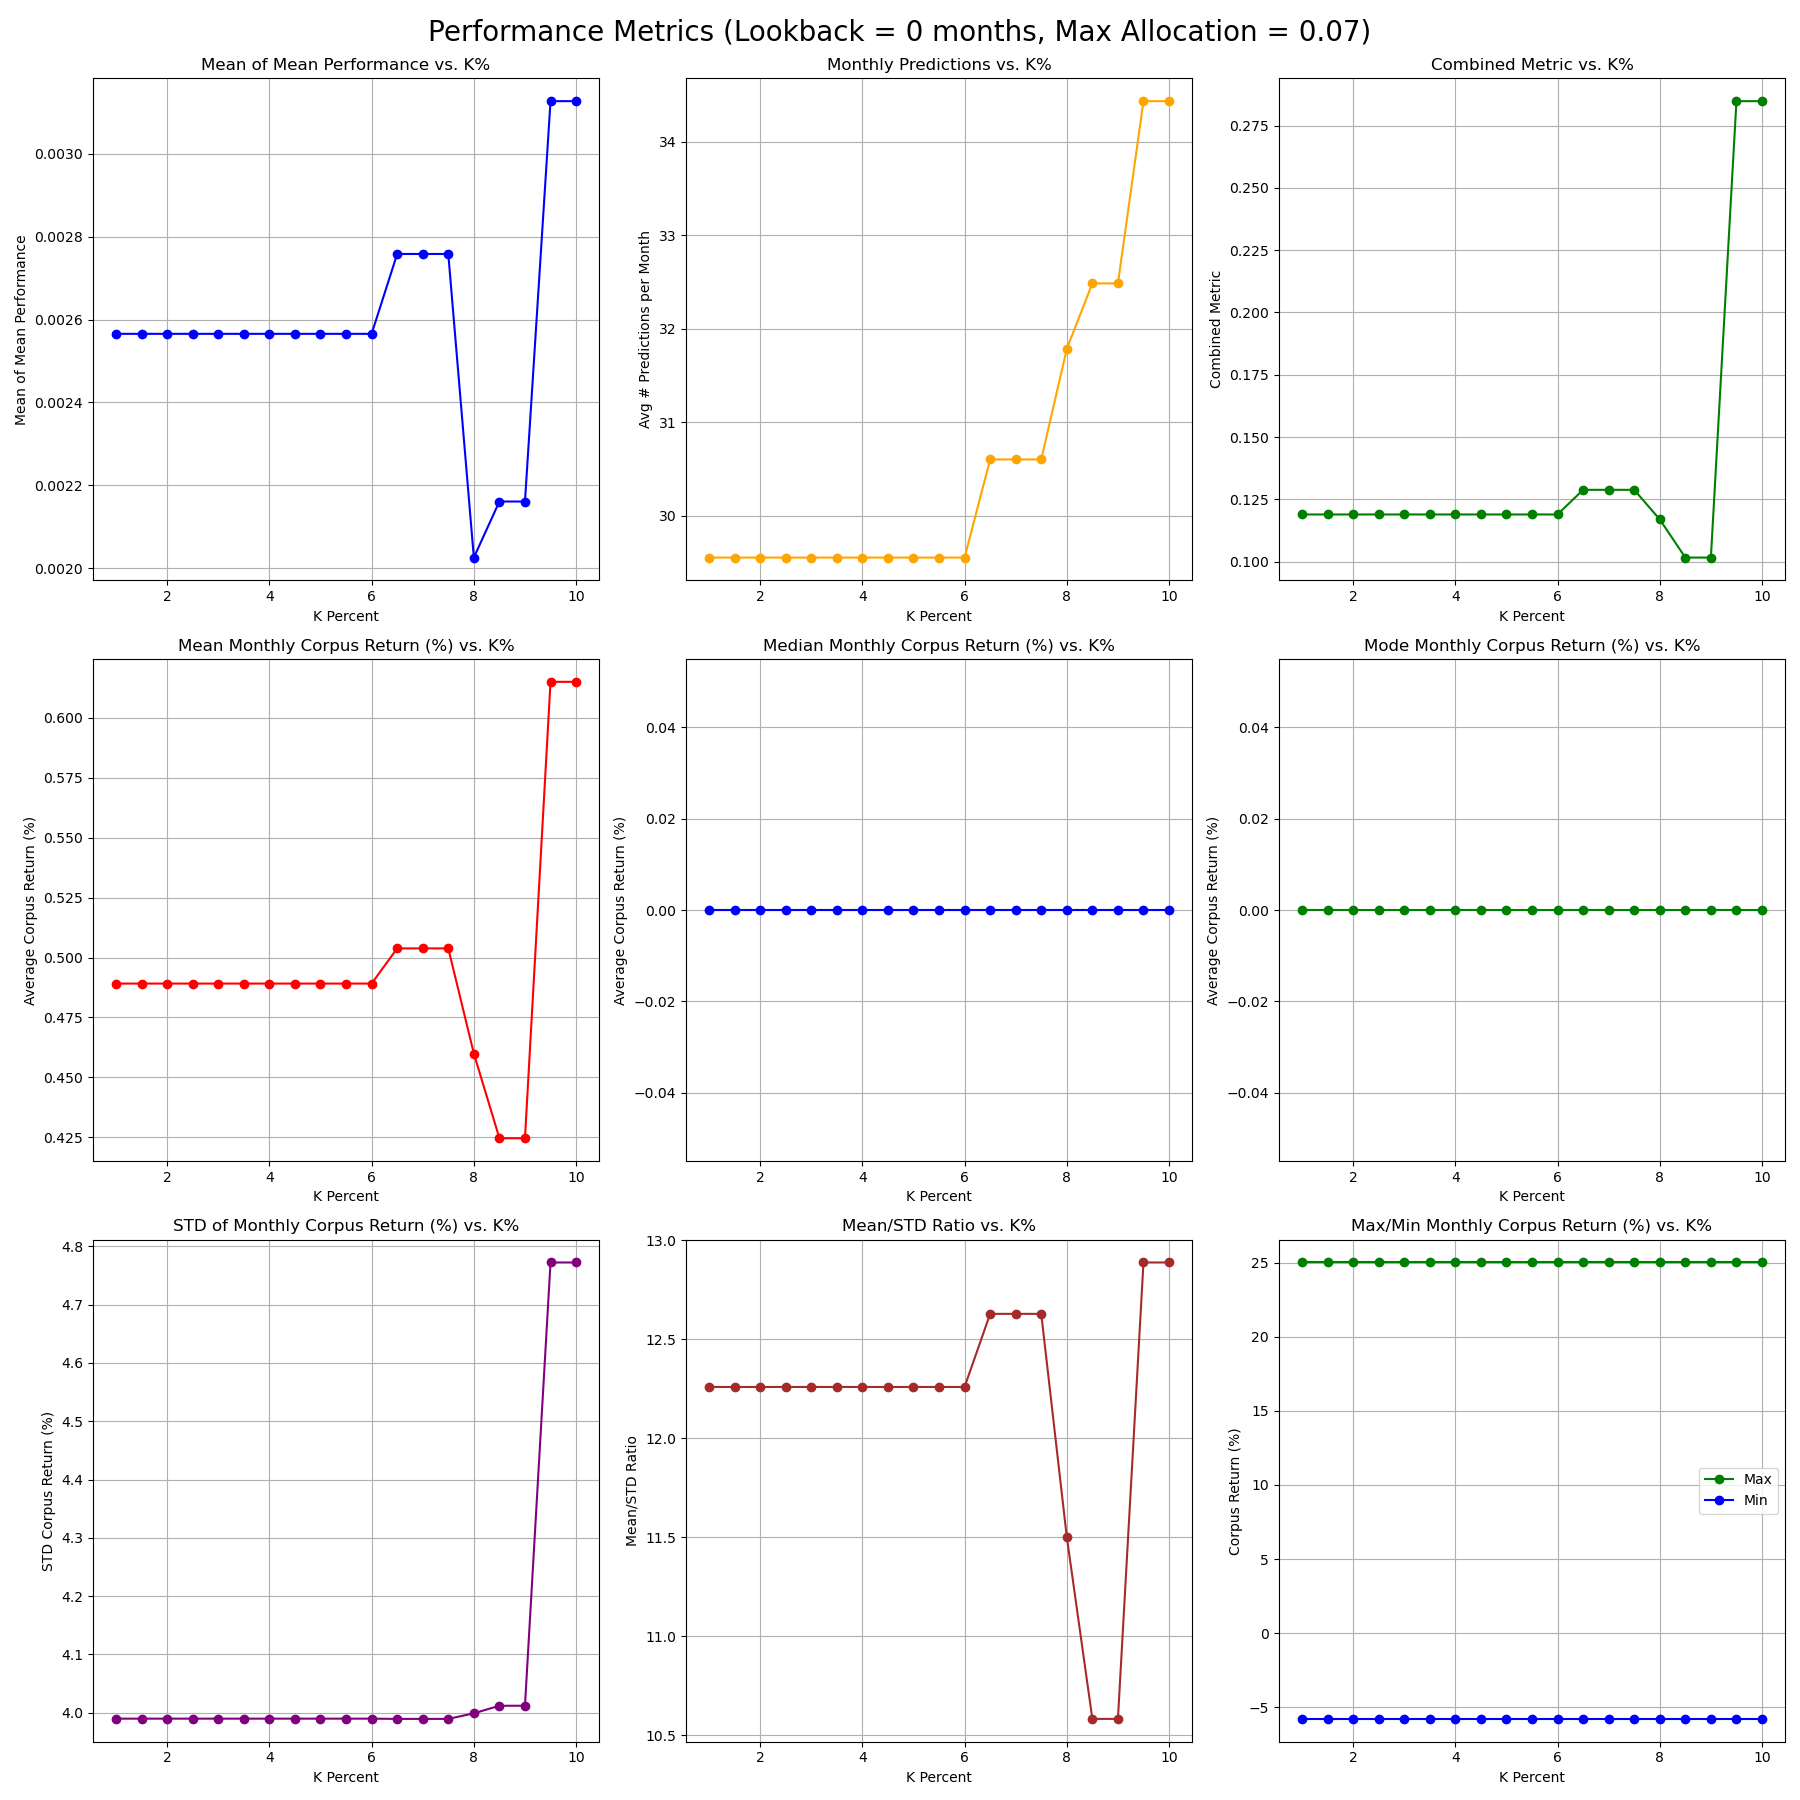 Performance Metrics (Lookback = 0 months, Max Allocation = 0.07)
Mean of Mean Performance vs. K%
Mean of Mean Performance
0.0030
0.0028
0.0026
0.0024
0.0022
0.0020
2 4 6 8 10
K Percent
Monthly Predictions vs. K%
Avg # Predictions per Month
34
33
32
31
30
2 4 6 8 10
K Percent
Combined Metric vs. K%
Combined Metric
0.275
0.250
0.225
0.200
0.175
0.150
0.125
0.100
2 4 6 8 10
K Percent
Mean Monthly Corpus Return (%) vs. K%
Average Corpus Return (%)
0.600
0.575
0.550
0.525
0.500
0.475
0.450
0.425
2 4 6 8 10
K Percent
Median Monthly Corpus Return (%) vs. K%
Average Corpus Return (%)
0.04
0.02
0.00
−0.02
−0.04
2 4 6 8 10
K Percent
Mode Monthly Corpus Return (%) vs. K%
Average Corpus Return (%)
0.04
0.02
0.00
−0.02
−0.04
2 4 6 8 10
K Percent
STD of Monthly Corpus Return (%) vs. K%
STD Corpus Return (%)
4.8
4.7
4.6
4.5
4.4
4.3
4.2
4.1
4.0
2 4 6 8 10
K Percent
Mean/STD Ratio vs. K%
Mean/STD Ratio
13.0
12.5
12.0
11.5
11.0
10.5
2 4 6 8 10
K Percent
Max/Min Monthly Corpus Return (%) vs. K%
Corpus Return (%)
25
20
15
10
5
0
−5
Max
Min
2 4 6 8 10
K Percent